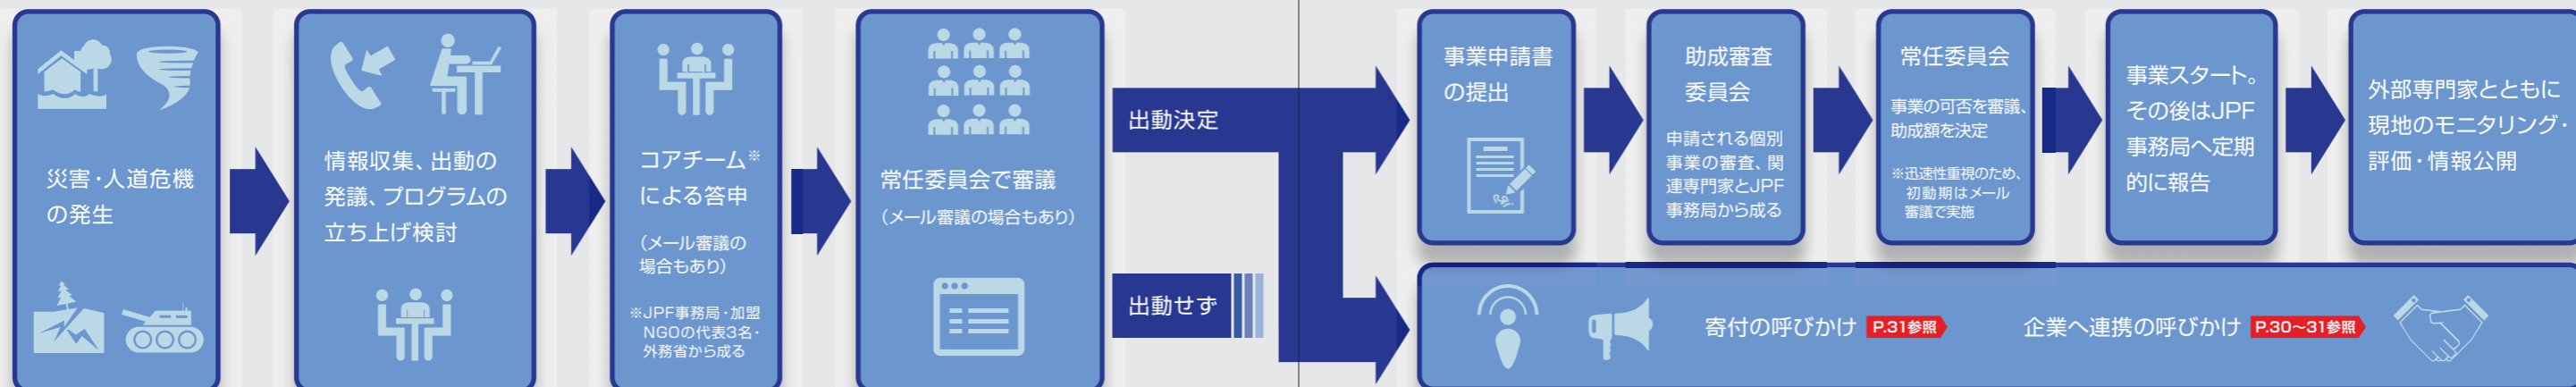 災害・人道危機
の発生
情報収集、出動の
発議、プログラムの
立ち上げ検討
コアチーム※
による答申
（メール審議の
場合もあり）
※JPF事務局・加盟
NGOの代表3名・
外務省から成る
常任委員会で審議
（メール審議の場合もあり）
出動決定
出動せず
事業申請書
の提出
助成審査
委員会
申請される個別
事業の審査、関
連専門家とJPF
事務局から成る
常任委員会
事業の可否を審議、
助成額を決定
※迅速性重視のため、
初動期はメール
審議で実施
事業スタート。
その後はJPF
事務局へ定期
的に報告
外部専門家とともに
現地のモニタリング・
評価・情報公開
寄付の呼びかけ P.31参照
企業へ連携の呼びかけ P.30〜31参照